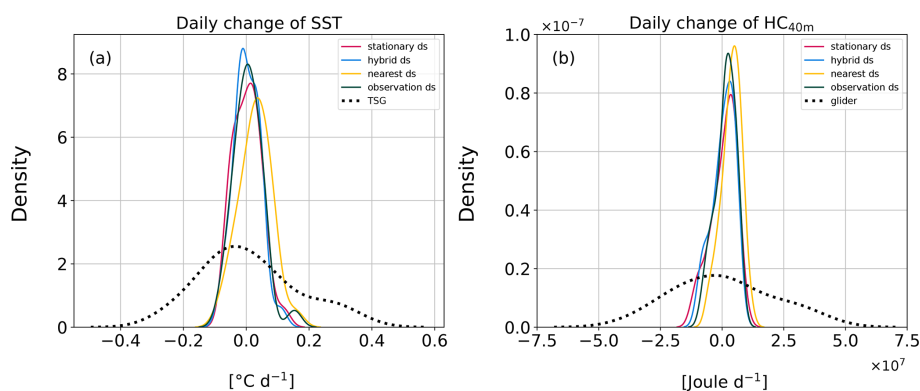 Daily change of SST
(a)
stationary ds
hybrid ds
nearest ds
observation ds
TSG
8
6
4
2
0
Density
−0.4
−0.2
0.0
0.2
0.4
0.6
[°C d⁻¹]
Daily change of HC₄₀ₘ
×10⁻⁷
(b)
stationary ds
hybrid ds
nearest ds
observation ds
glider
1.0
0.8
0.6
0.4
0.2
0.0
Density
−7.5
−5.0
−2.5
0.0
2.5
5.0
7.5
×10⁷
[Joule d⁻¹]